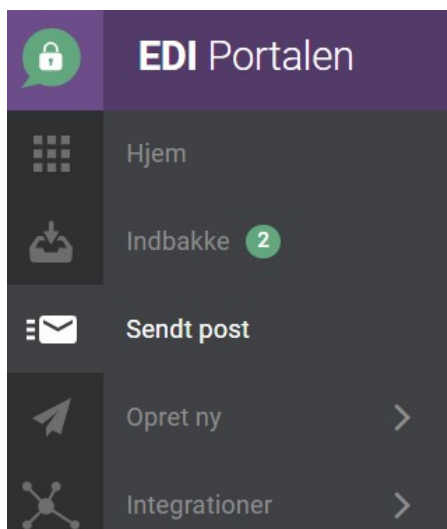 EDI Portalen
Hjem
Indbakke 2
Sendt post
Opret ny
Integrationer